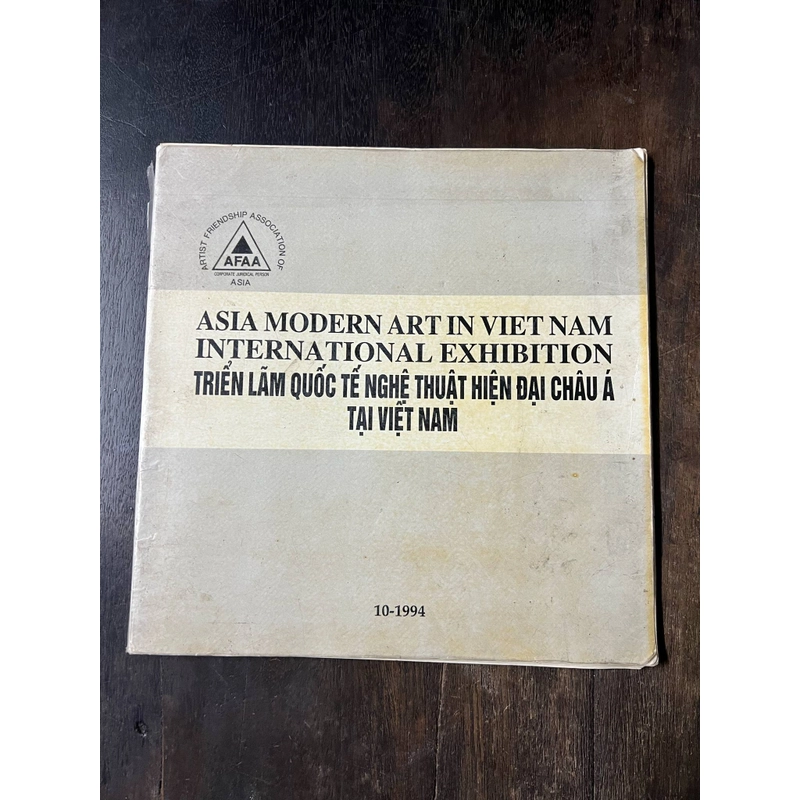 ARTIST FRIENDSHIP ASSOCIATION OF
AFAA
CORPORATE JURIDICAL PERSON
ASIA
ASIA MODERN ART IN VIET NAM
INTERNATIONAL EXHIBITION
TRIỂN LÃM QUỐC TẾ NGHỆ THUẬT HIỆN ĐẠI CHÂU Á
TẠI VIỆT NAM
10-1994